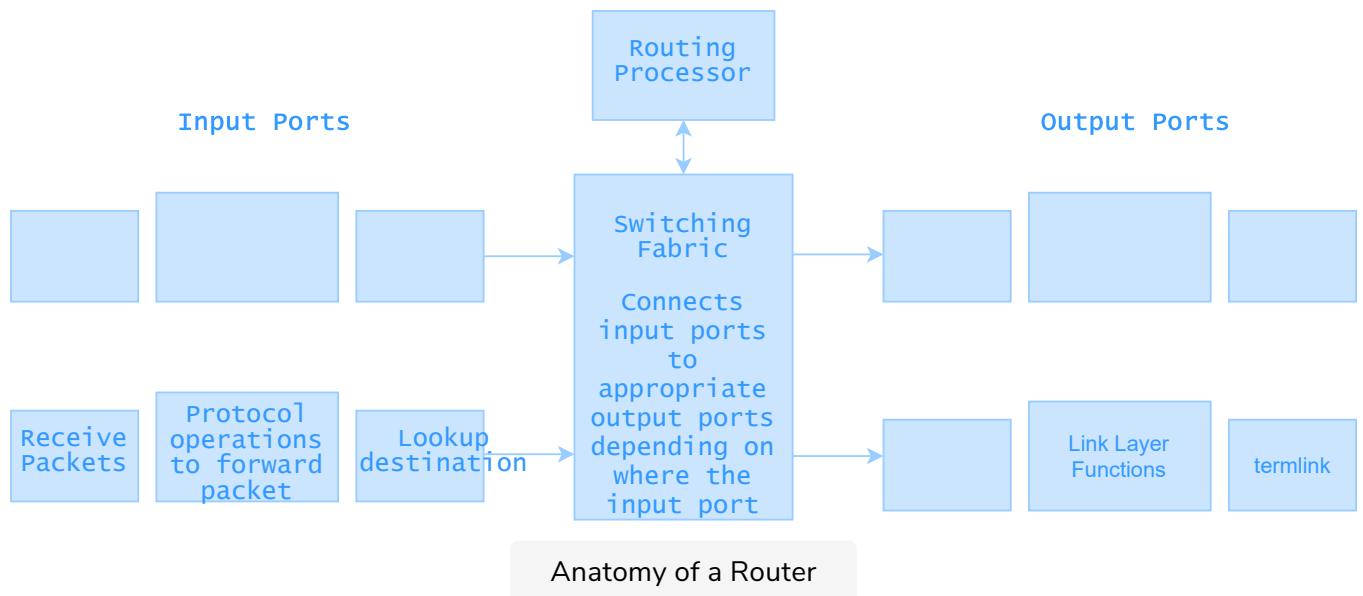 Routing
Processor
Input Ports
Output Ports
Switching
Fabric
Connects
input ports
to
appropriate
output ports
depending on
where the
input port
Receive
Packets
Protocol
operations
to forward
packet
Lookup
destination
Link Layer
Functions
termlink
Anatomy of a Router